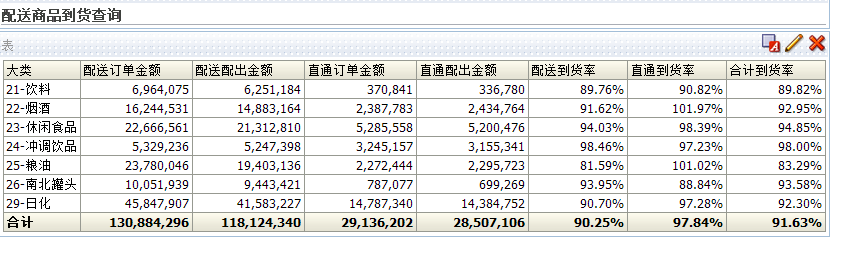 配送商品到货查询
表
大类 配送订单金额 配送配出金额 直通订单金额 直通配出金额 配送到货率 直通到货率 合计到货率
21-饮料 6,964,075 6,251,184 370,841 336,780 89.76% 90.82% 89.82%
22-烟酒 16,244,531 14,883,164 2,387,783 2,434,764 91.62% 101.97% 92.95%
23-休闲食品 22,666,561 21,312,810 5,285,558 5,200,476 94.03% 98.39% 94.85%
24-冲调饮品 5,329,236 5,247,398 3,245,157 3,155,341 98.46% 97.23% 98.00%
25-粮油 23,780,046 19,403,136 2,272,444 2,295,723 81.59% 101.02% 83.29%
26-南北罐头 10,051,939 9,443,421 787,077 699,269 93.95% 88.84% 93.58%
29-日化 45,847,907 41,583,227 14,787,340 14,384,752 90.70% 97.28% 92.30%
合计 130,884,296 118,124,340 29,136,202 28,507,106 90.25% 97.84% 91.63%